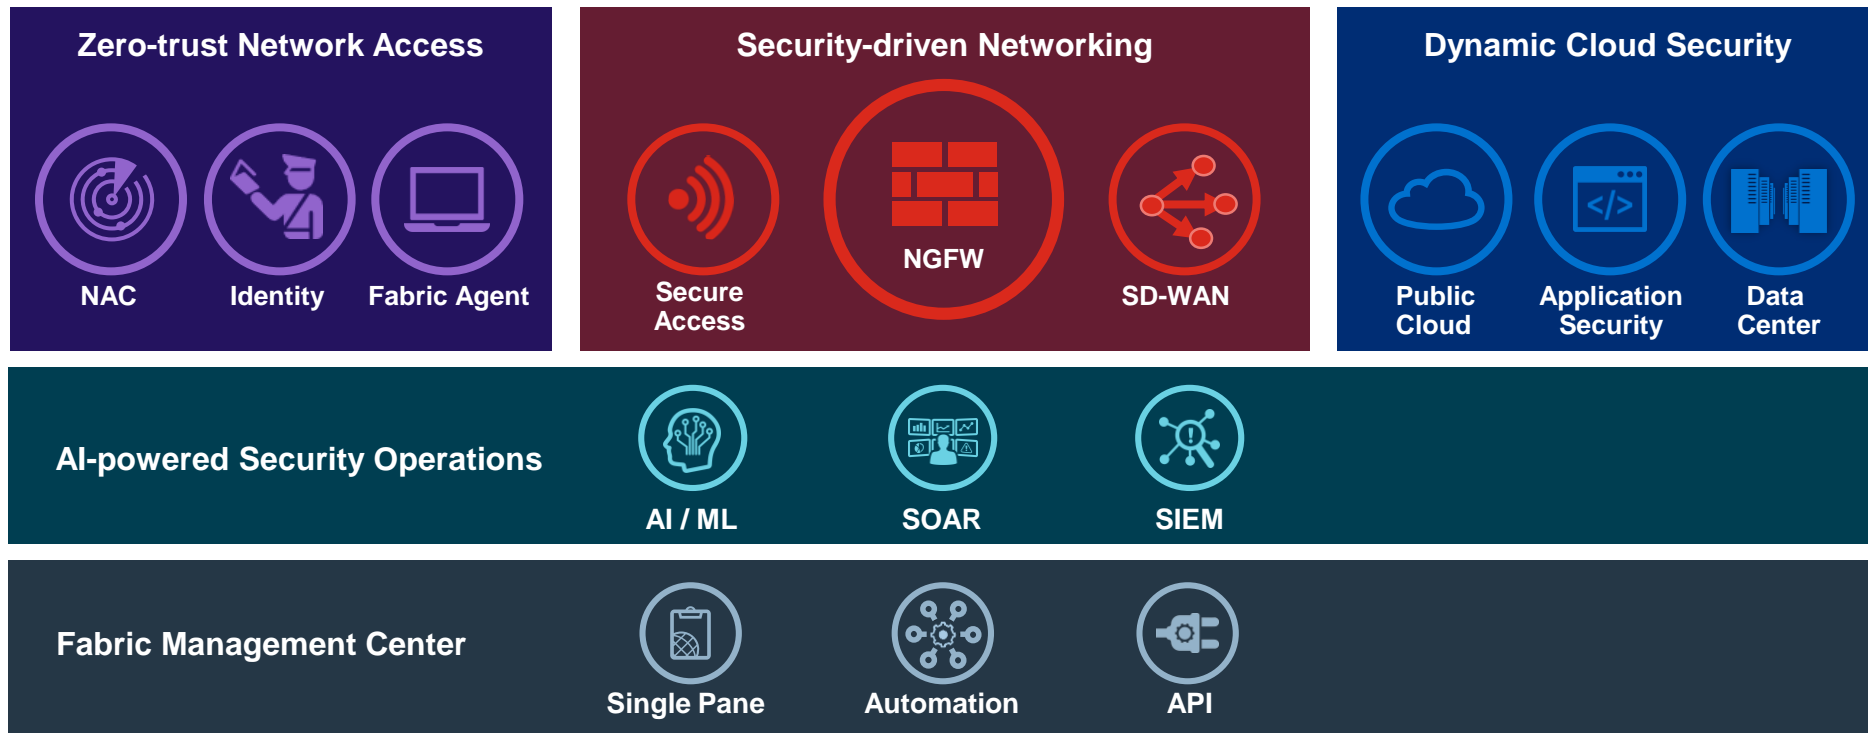 Zero-trust Network Access
NAC
Identity
Fabric Agent
Security-driven Networking
Secure
Access
NGFW
SD-WAN
Dynamic Cloud Security
Public
Cloud
</>
Application
Security
Data
Center
AI-powered Security Operations
AI / ML
SOAR
SIEM
Fabric Management Center
Single Pane
Automation
API